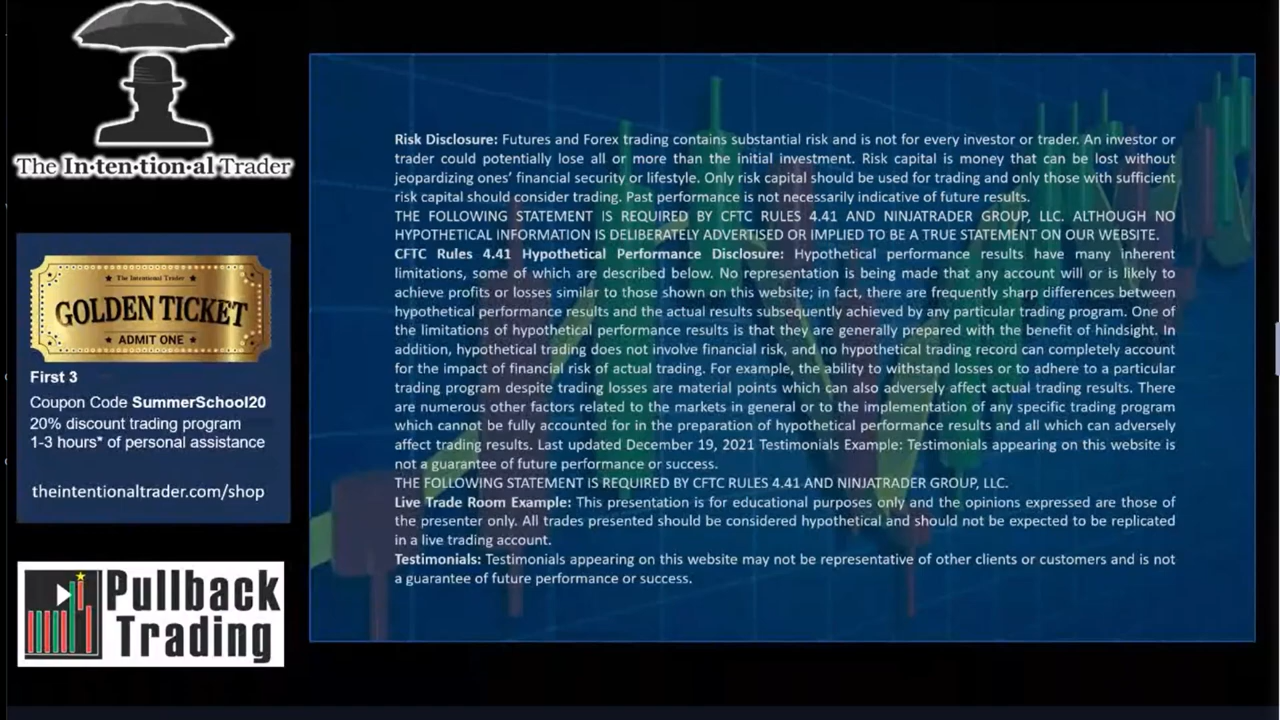 The In·ten·tion·al Trader
The Intentional Trader
GOLDEN TICKET
ADMIT ONE
First 3
Coupon Code SummerSchool20
20% discount trading program
1-3 hours* of personal assistance
theintentionaltrader.com/shop
Pullback
Trading
Risk Disclosure: Futures and Forex trading contains substantial risk and is not for every investor or trader. An investor or
trader could potentially lose all or more than the initial investment. Risk capital is money that can be lost without
jeopardizing ones’ financial security or lifestyle. Only risk capital should be used for trading and only those with sufficient
risk capital should consider trading. Past performance is not necessarily indicative of future results.
THE FOLLOWING STATEMENT IS REQUIRED BY CFTC RULES 4.41 AND NINJATRADER GROUP, LLC. ALTHOUGH NO
HYPOTHETICAL INFORMATION IS DELIBERATELY ADVERTISED OR IMPLIED TO BE A TRUE STATEMENT ON OUR WEBSITE.
CFTC Rules 4.41 Hypothetical Performance Disclosure: Hypothetical performance results have many inherent
limitations, some of which are described below. No representation is being made that any account will or is likely to
achieve profits or losses similar to those shown on this website; in fact, there are frequently sharp differences between
hypothetical performance results and the actual results subsequently achieved by any particular trading program. One of
the limitations of hypothetical performance results is that they are generally prepared with the benefit of hindsight. In
addition, hypothetical trading does not involve financial risk, and no hypothetical trading record can completely account
for the impact of financial risk of actual trading. For example, the ability to withstand losses or to adhere to a particular
trading program despite trading losses are material points which can also adversely affect actual trading results. There
are numerous other factors related to the markets in general or to the implementation of any specific trading program
which cannot be fully accounted for in the preparation of hypothetical performance results and all which can adversely
affect trading results. Last updated December 19, 2021 Testimonials Example: Testimonials appearing on this website is
not a guarantee of future performance or success.
THE FOLLOWING STATEMENT IS REQUIRED BY CFTC RULES 4.41 AND NINJATRADER GROUP, LLC.
Live Trade Room Example: This presentation is for educational purposes only and the opinions expressed are those of
the presenter only. All trades presented should be considered hypothetical and should not be expected to be replicated
in a live trading account.
Testimonials: Testimonials appearing on this website may not be representative of other clients or customers and is not
a guarantee of future performance or success.